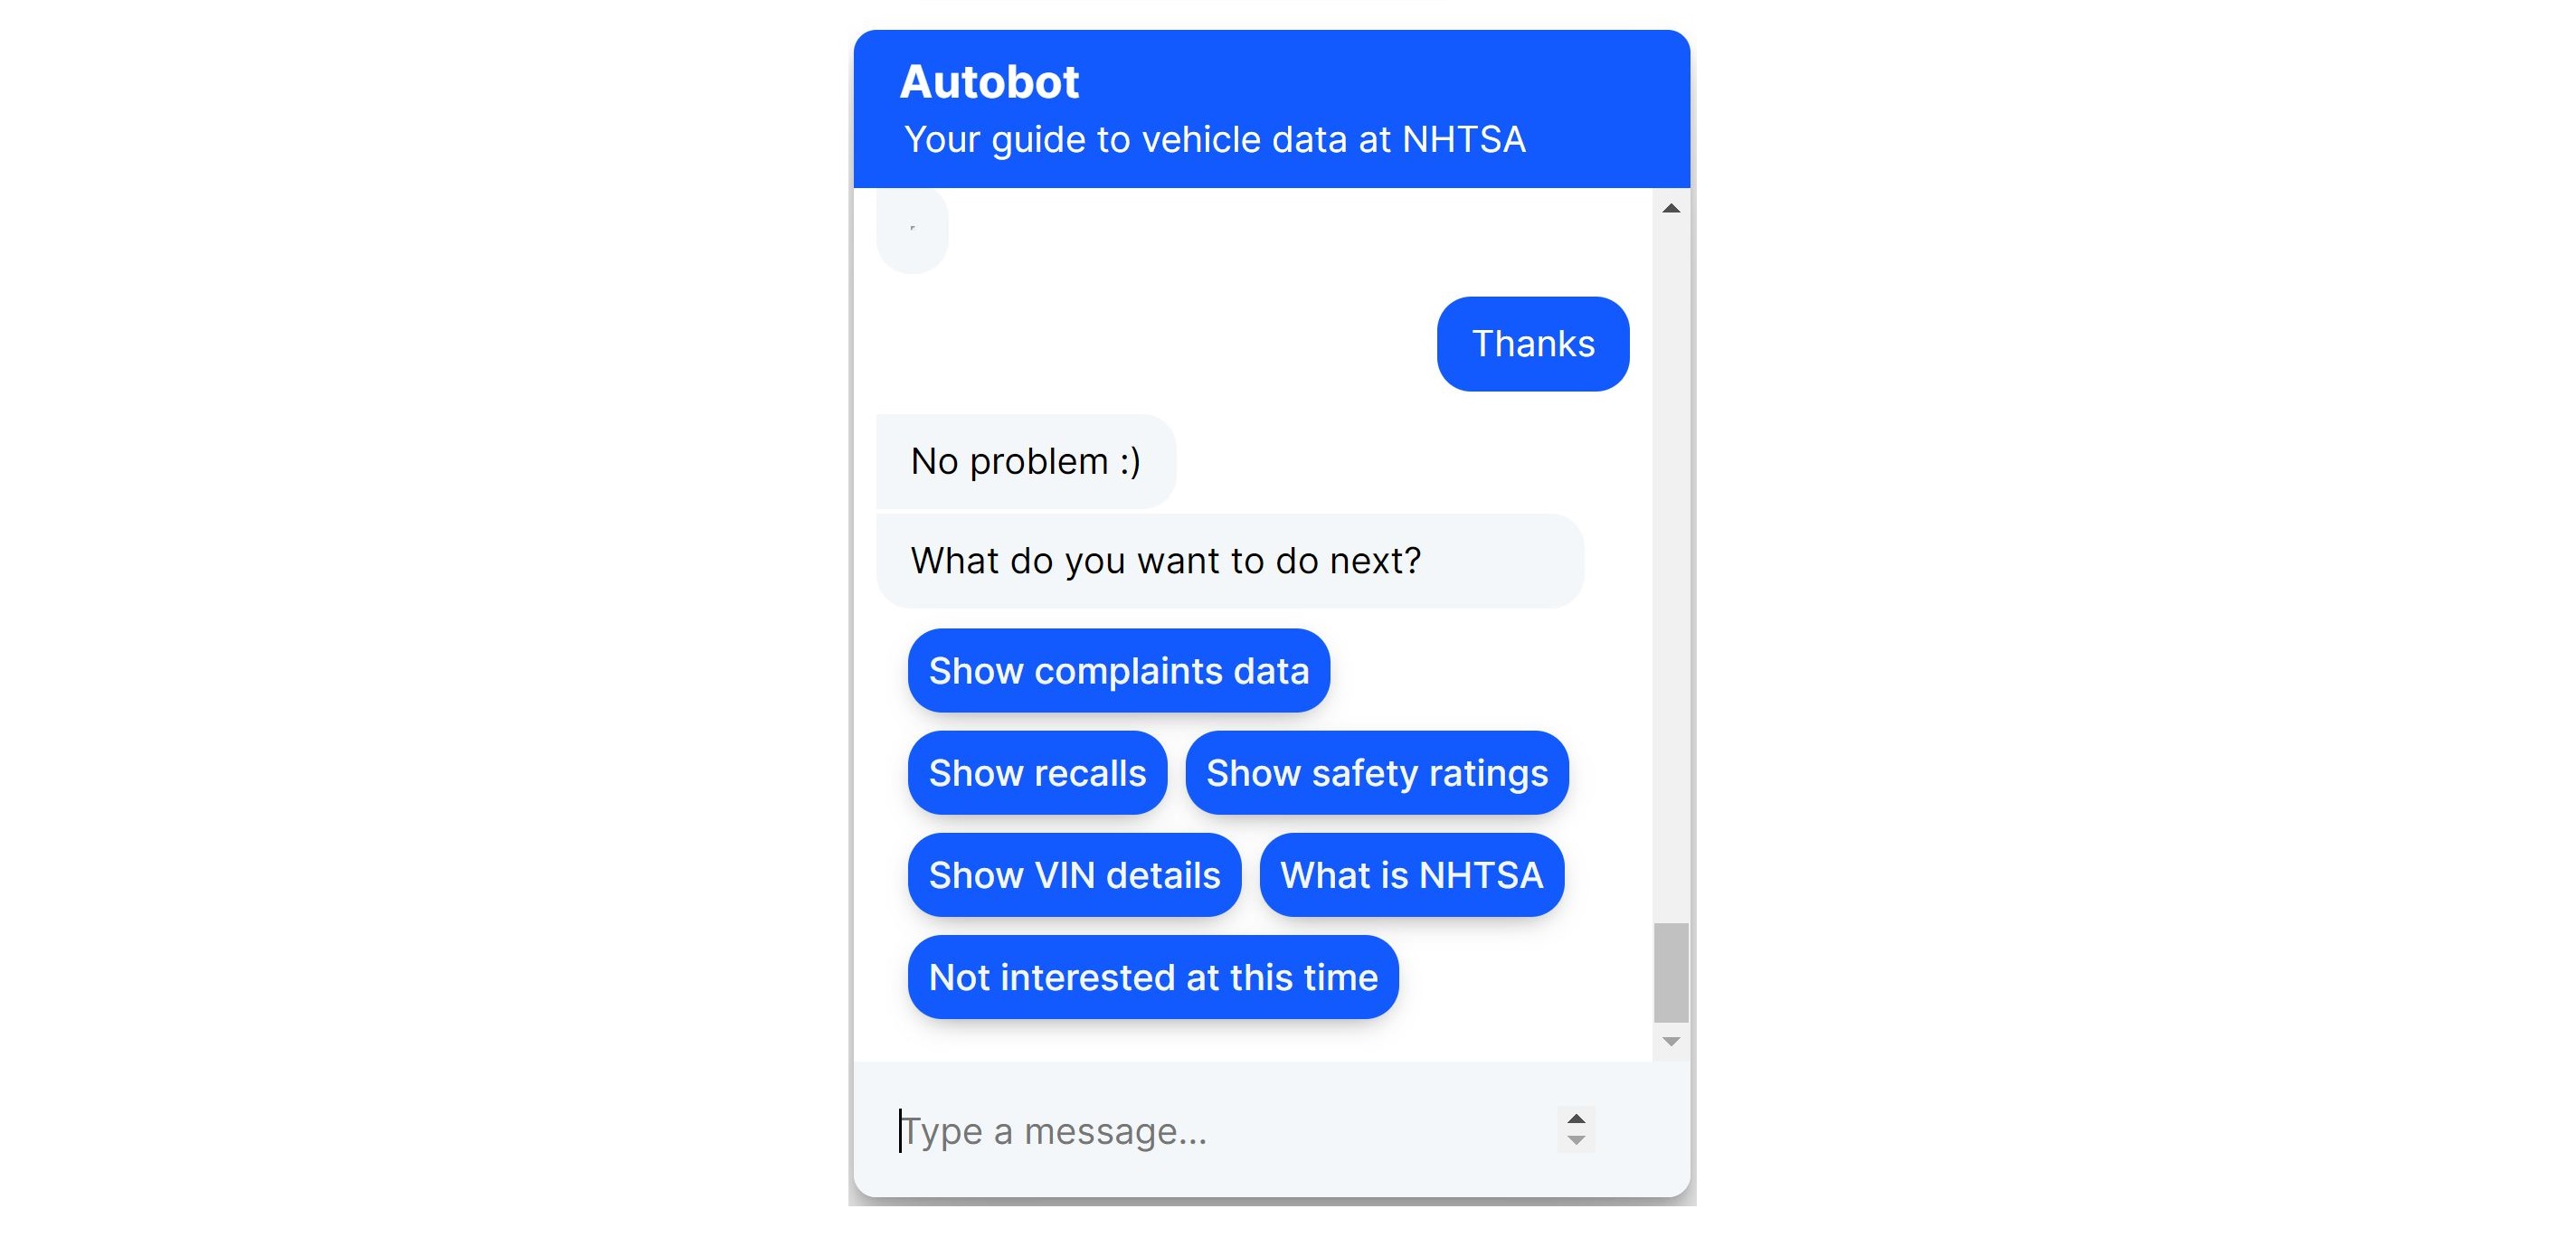 Autobot
Your guide to vehicle data at NHTSA
Thanks
No problem :)
What do you want to do next?
Show complaints data
Show recalls
Show safety ratings
Show VIN details
What is NHTSA
Not interested at this time
Type a message...